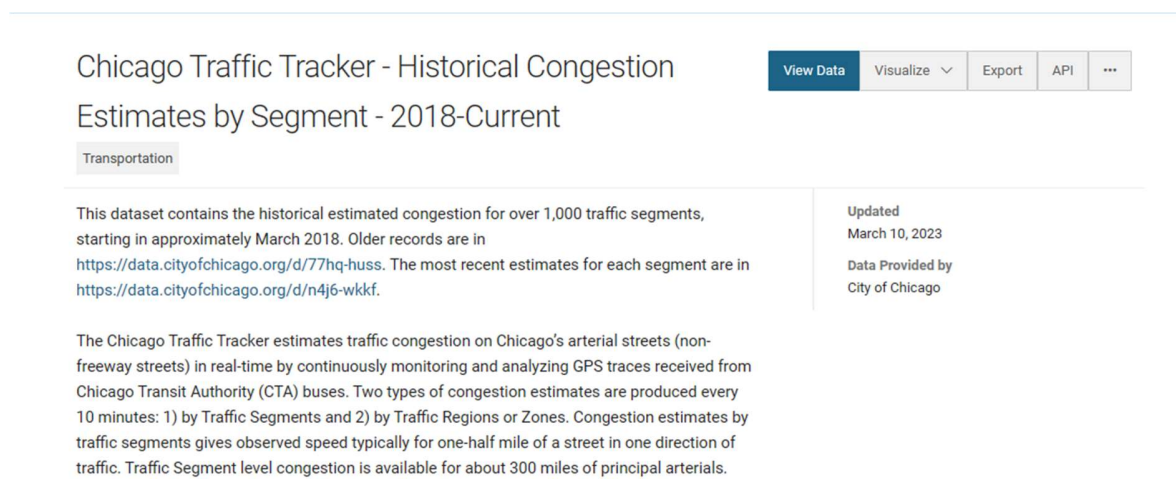 Chicago Traffic Tracker - Historical Congestion
Estimates by Segment - 2018-Current
View Data
Visualize
Export
API
...
Transportation
This dataset contains the historical estimated congestion for over 1,000 traffic segments,
starting in approximately March 2018. Older records are in
https://data.cityofchicago.org/d/77hq-huss. The most recent estimates for each segment are in
https://data.cityofchicago.org/d/n4j6-wkkf.
Updated
March 10, 2023
Data Provided by
City of Chicago
The Chicago Traffic Tracker estimates traffic congestion on Chicago’s arterial streets (non-
freeway streets) in real-time by continuously monitoring and analyzing GPS traces received from
Chicago Transit Authority (CTA) buses. Two types of congestion estimates are produced every
10 minutes: 1) by Traffic Segments and 2) by Traffic Regions or Zones. Congestion estimates by
traffic segments gives observed speed typically for one-half mile of a street in one direction of
traffic. Traffic Segment level congestion is available for about 300 miles of principal arterials.